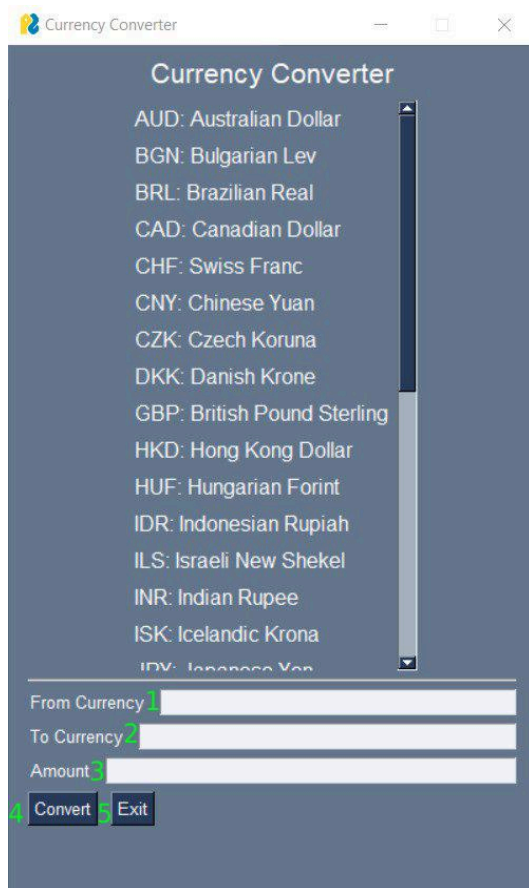 Currency Converter
Currency Converter
AUD: Australian Dollar
BGN: Bulgarian Lev
BRL: Brazilian Real
CAD: Canadian Dollar
CHF: Swiss Franc
CNY: Chinese Yuan
CZK: Czech Koruna
DKK: Danish Krone
GBP: British Pound Sterling
HKD: Hong Kong Dollar
HUF: Hungarian Forint
IDR: Indonesian Rupiah
ILS: Israeli New Shekel
INR: Indian Rupee
ISK: Icelandic Krona
JPY: Japanese Yen
From Currency 1
To Currency 2
Amount 3
4 Convert 5 Exit